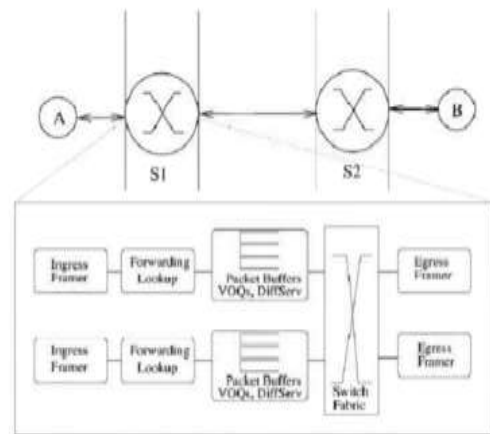 A
B
S1
S2
Ingress
Framer
Forwarding
Lookup
Packet Buffers
VOQs, DiffServ
Egress
Framer
Ingress
Framer
Forwarding
Lookup
Packet Buffers
VOQs, DiffServ
Switch
Fabric
Egress
Framer